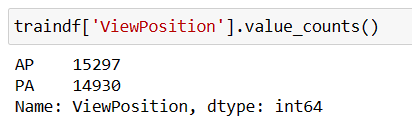 traindf['ViewPosition'].value_counts()
AP    15297
PA    14930
Name: ViewPosition, dtype: int64